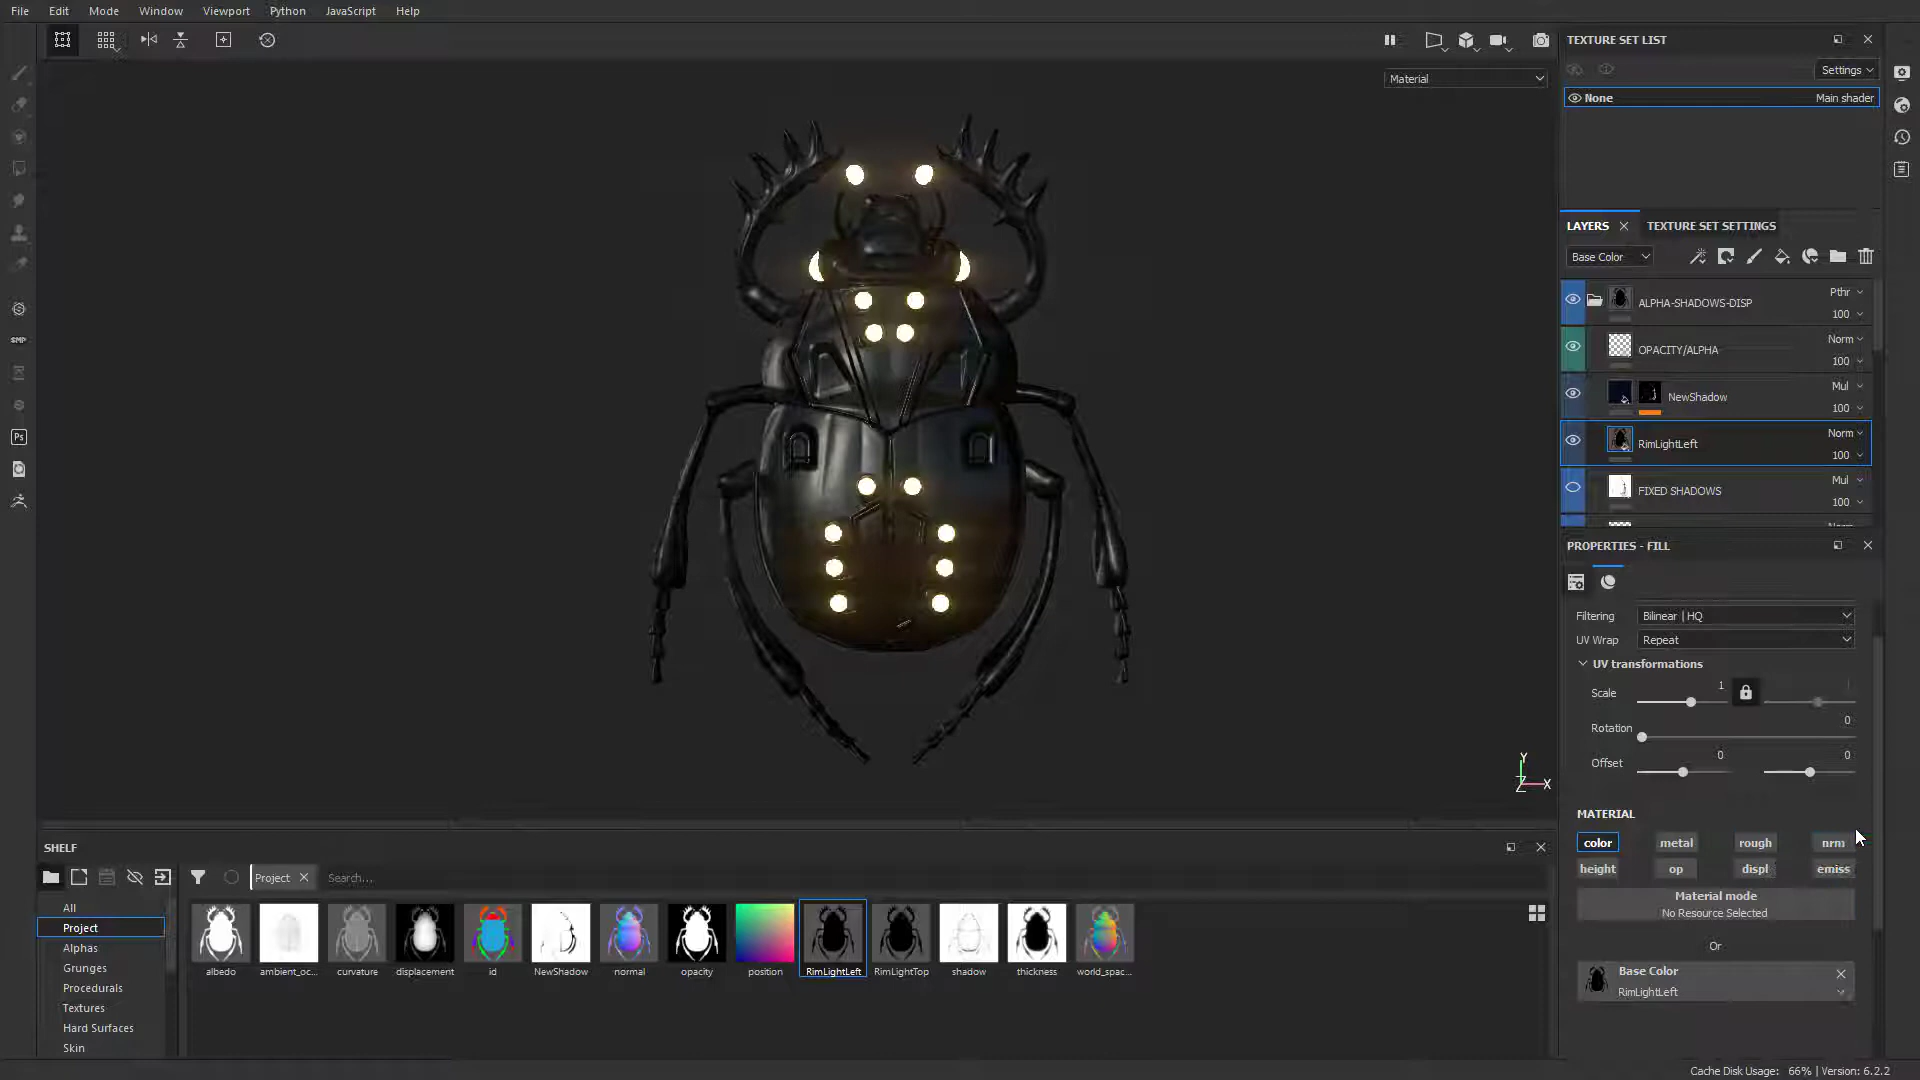 File Edit Mode Window Viewport Python JavaScript Help
Material
TEXTURE SET LIST
Settings
None Main shader
LAYERS TEXTURE SET SETTINGS
Base Color
ALPHA-SHADOWS-DISP Pthr
100
OPACITY/ALPHA Norm
100
NewShadow Mul
100
RimLightLeft Norm
100
FIXED SHADOWS Mul
100
PROPERTIES - FILL
Filtering Bilinear | HQ
UV Wrap Repeat
UV transformations
Scale 1
Rotation 0
Offset 0 0
MATERIAL
color metal rough nrm
height op displ emiss
Material mode
No Resource Selected
Or
Base Color
RimLightLeft
Y
Z X
SMP
Ps
SHELF
Project Search...
All
Project
Alphas
Grunges
Procedurals
Textures
Hard Surfaces
Skin
albedo ambient_oc... curvature displacement id NewShadow normal opacity position RimLightLeft RimLightTop shadow thickness world_spac...
Cache Disk Usage: 66% | Version: 6.2.2